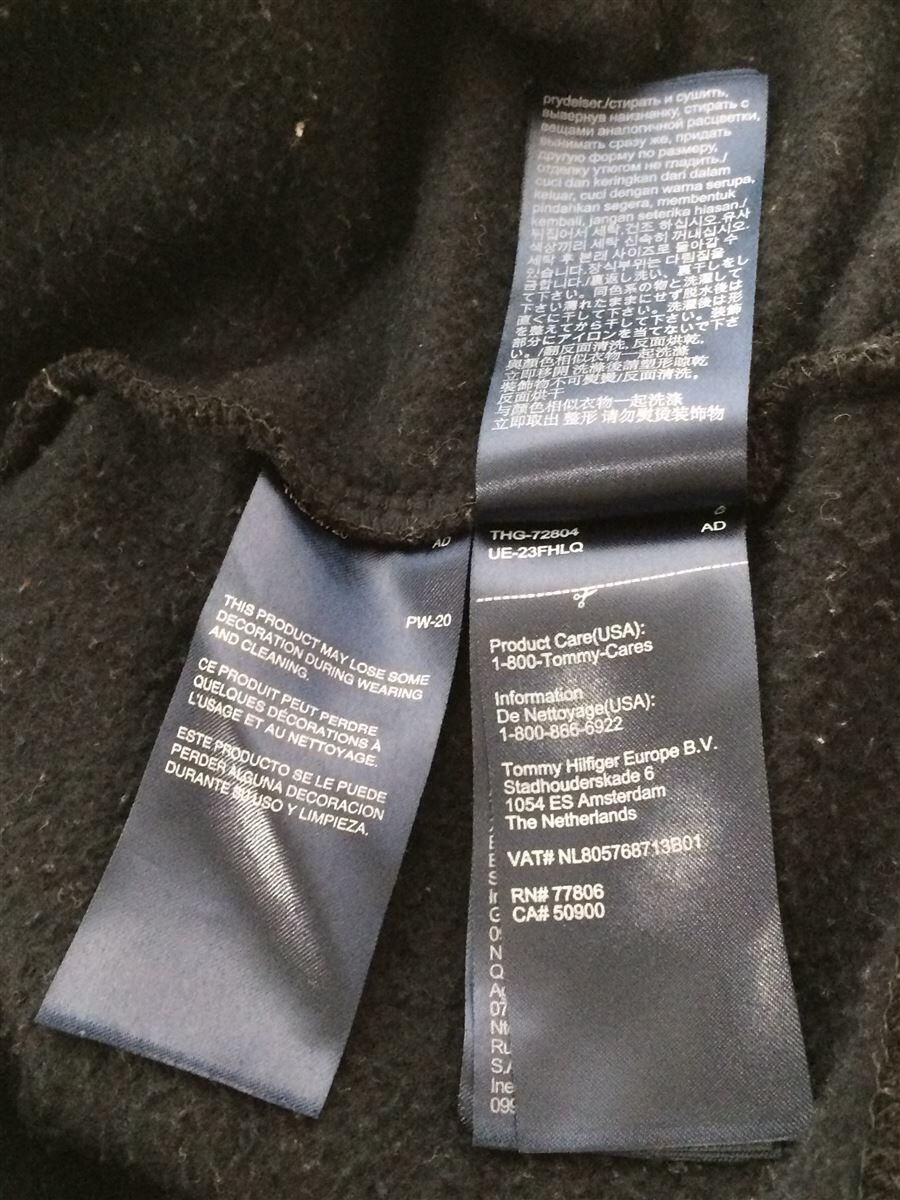 prydelser./стирать и сушить,
вывернув наизнанку, стирать с
вещами аналогичной расцветки,
вынимать сразу же, придать
другую форму по размеру,
отделку утюгом не гладить./
cuci dan keringkan dari dalam
keluar, cuci dengan warna serupa,
pindahkan segera, membentuk
kembali, jangan seterika hiasan./
뒤집어서 세탁,건조 하십시오.유사
색상끼리 세탁 신속히 꺼내십시오.
세탁 후 본래 사이즈로 돌아갈 수
있습니다.장식부위는 다림질을
금합니다./裏返し洗い、裏干しをし
て下さい。同色系の物と洗濯して
下さい濡れたままにせず脱水後は
直ぐに干して下さい。洗濯後は形
を整えてから干して下さい。装飾
部分にアイロンを当てないで下さ
い。/翻反面清洗, 反面烘乾,
與顏色相似衣物一起洗滌
立即移開 洗滌後請塑形晾乾
裝飾物不可熨燙/反面清洗,
反面烘干
与颜色相似衣物一起洗涤
立即取出 整形 请勿熨烫装饰物
THG-72804
AD
UE-23FHLQ
Product Care(USA):
1-800-Tommy-Cares
Information
De Nettoyage(USA):
1-800-866-6922
Tommy Hilfiger Europe B.V.
Stadhouderskade 6
1054 ES Amsterdam
The Netherlands
VAT# NL805768713B01
RN# 77806
CA# 50900
AD
PW-20
THIS PRODUCT MAY LOSE SOME
DECORATION DURING WEARING
AND CLEANING.
CE PRODUIT PEUT PERDRE
QUELQUES DÉCORATIONS À
L'USAGE ET AU NETTOYAGE.
ESTE PRODUCTO SE LE PUEDE
PERDER ALGUNA DECORACION
DURANTE SU USO Y LIMPIEZA.